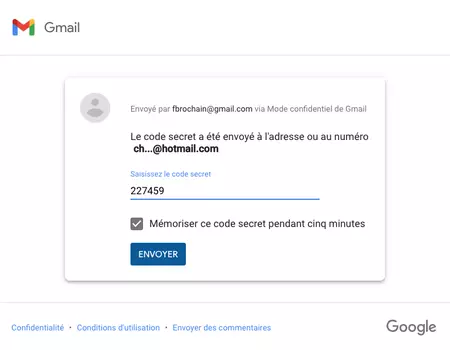 Gmail
Envoyé par fbrochain@gmail.com via Mode confidentiel de Gmail
Le code secret a été envoyé à l'adresse ou au numéro
ch...@hotmail.com
Saisissez le code secret
227459
Mémoriser ce code secret pendant cinq minutes
ENVOYER
Confidentialité • Conditions d'utilisation • Envoyer des commentaires
Google